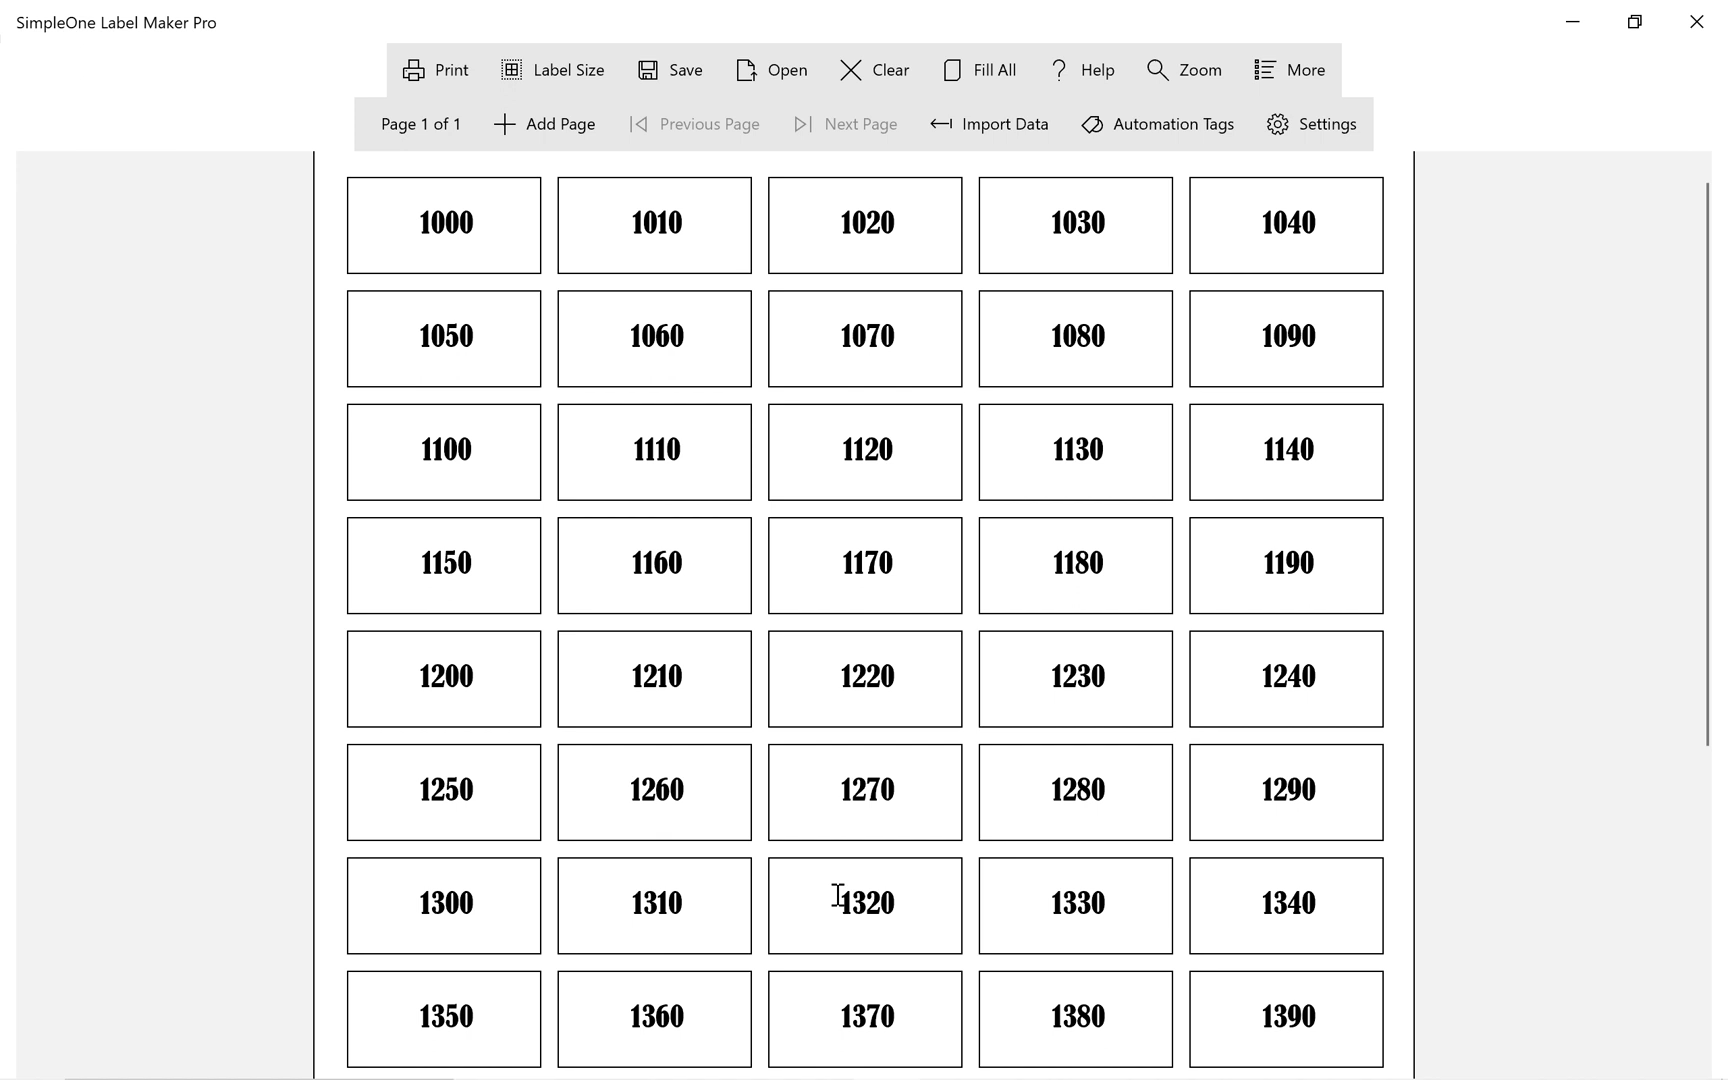 SimpleOne Label Maker Pro
Print Label Size Save Open Clear Fill All Help Zoom More
Page 1 of 1 Add Page Previous Page Next Page Import Data Automation Tags Settings
1000 1010 1020 1030 1040
1050 1060 1070 1080 1090
1100 1110 1120 1130 1140
1150 1160 1170 1180 1190
1200 1210 1220 1230 1240
1250 1260 1270 1280 1290
1300 1310 1320 1330 1340
1350 1360 1370 1380 1390